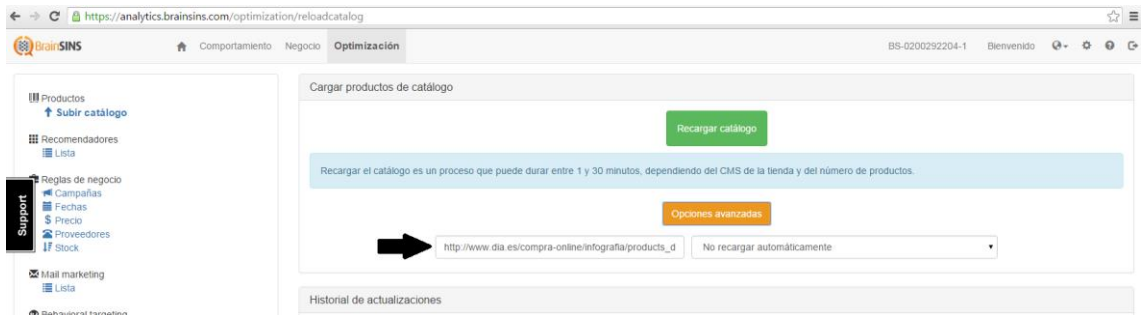 https://analytics.brainsins.com/optimization/reloadcatalog
BrainSINS Comportamiento Negocio Optimización BS-0200292204-1 Bienvenido
Productos
Subir catálogo
Recomendadores
Lista
Reglas de negocio
Campañas
Fechas
Precio
Proveedores
Stock
Mail marketing
Lista
Behavioral targeting
Support
Cargar productos de catálogo
Recargar catálogo
Recargar el catálogo es un proceso que puede durar entre 1 y 30 minutos, dependiendo del CMS de la tienda y del número de productos.
Opciones avanzadas
http://www.dia.es/compra-online/infografia/products_d No recargar automáticamente
Historial de actualizaciones